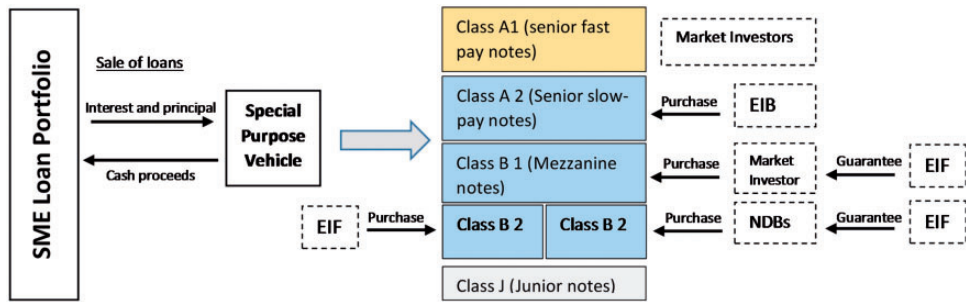 SME Loan Portfolio
Sale of loans
Interest and principal
Cash proceeds
Special
Purpose
Vehicle
Class A1 (senior fast
pay notes)
Market Investors
Class A 2 (Senior slow-
pay notes)
Purchase
EIB
Class B 1 (Mezzanine
notes)
Purchase
Market
Investor
Guarantee
EIF
EIF
Purchase
Class B 2
Class B 2
Purchase
NDBs
Guarantee
EIF
Class J (Junior notes)